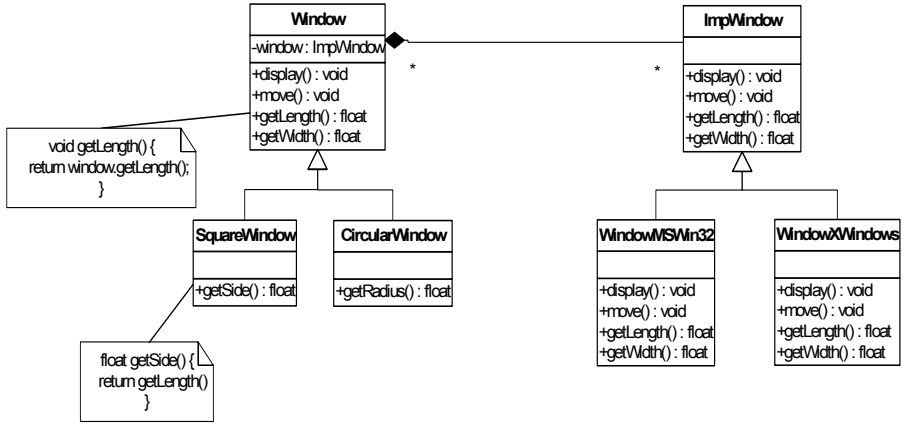 Window
-window : ImpWindow
+display() : void
+move() : void
+getLength() : float
+getWidth() : float
*
*
ImpWindow
+display() : void
+move() : void
+getLength() : float
+getWidth() : float
void getLength() {
return window.getLength();
}
SquareWindow
+getSide() : float
CircularWindow
+getRadius() : float
WindowMSWin32
+display() : void
+move() : void
+getLength() : float
+getWidth() : float
WindowXWindows
+display() : void
+move() : void
+getLength() : float
+getWidth() : float
float getSide() {
return getLength()
}